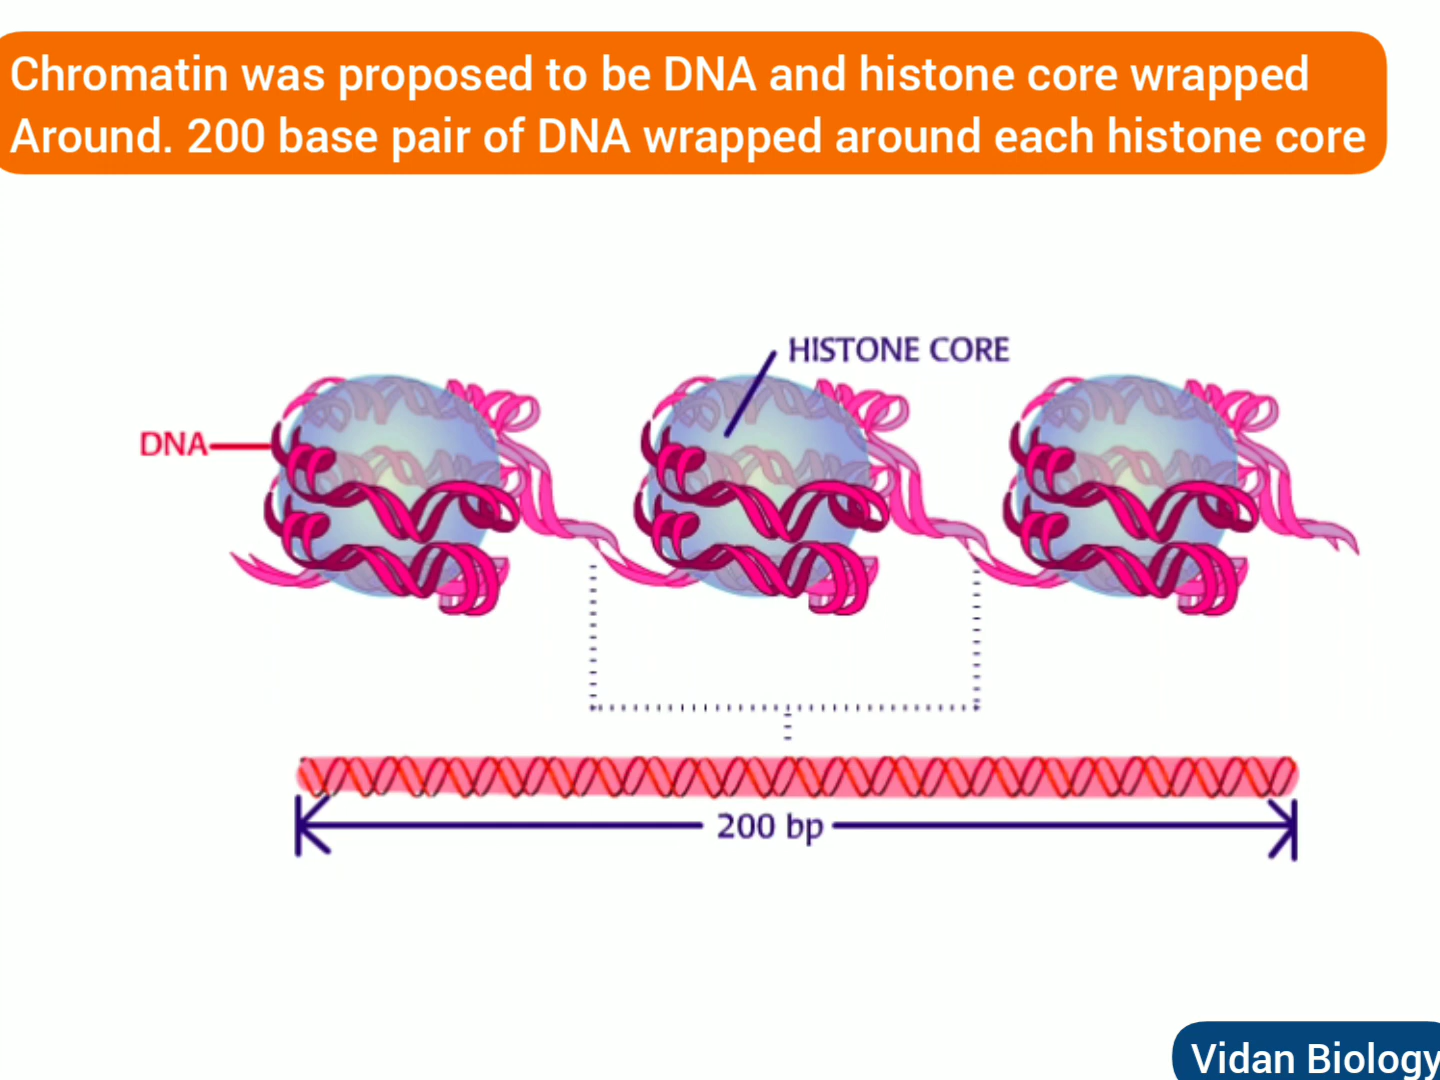 Chromatin was proposed to be DNA and histone core wrapped
Around. 200 base pair of DNA wrapped around each histone core
HISTONE CORE
DNA
200 bp
Vidan Biology